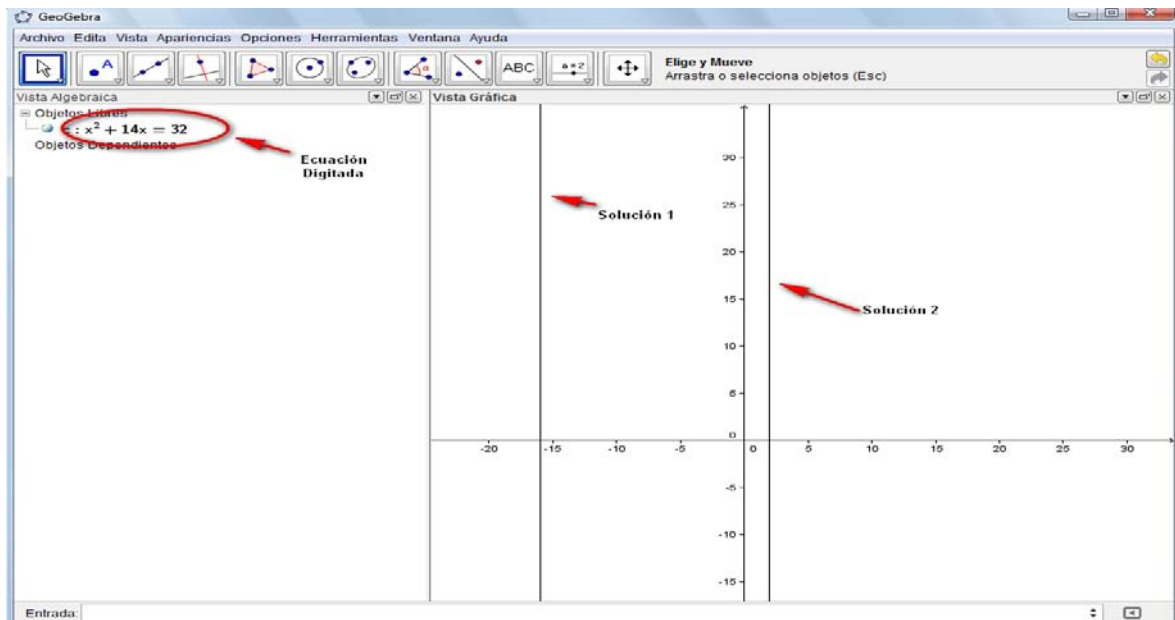 GeoGebra
Archivo Edita Vista Apariencias Opciones Herramientas Ventana Ayuda
A
ABC
a=2
Elige y Mueve
Arrastra o selecciona objetos (Esc)
Vista Algebraica
Vista Gráfica
Objetos Libres
: x² + 14x = 32
Objetos Dependientes
Ecuación
Digitada
Solución 1
Solución 2
30
25
20
15
10
5
0
-20 -15 -10 -5 0 5 10 15 20 25 30
-5
-10
-15
Entrada: